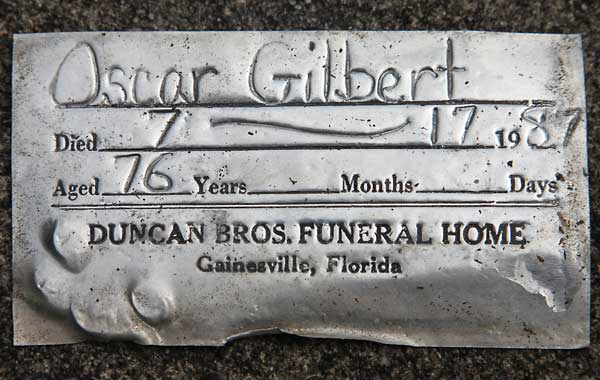 Oscar Gilbert
Died 7 — 17 1987
Aged 76 Years Months Days
DUNCAN BROS. FUNERAL HOME
Gainesville, Florida